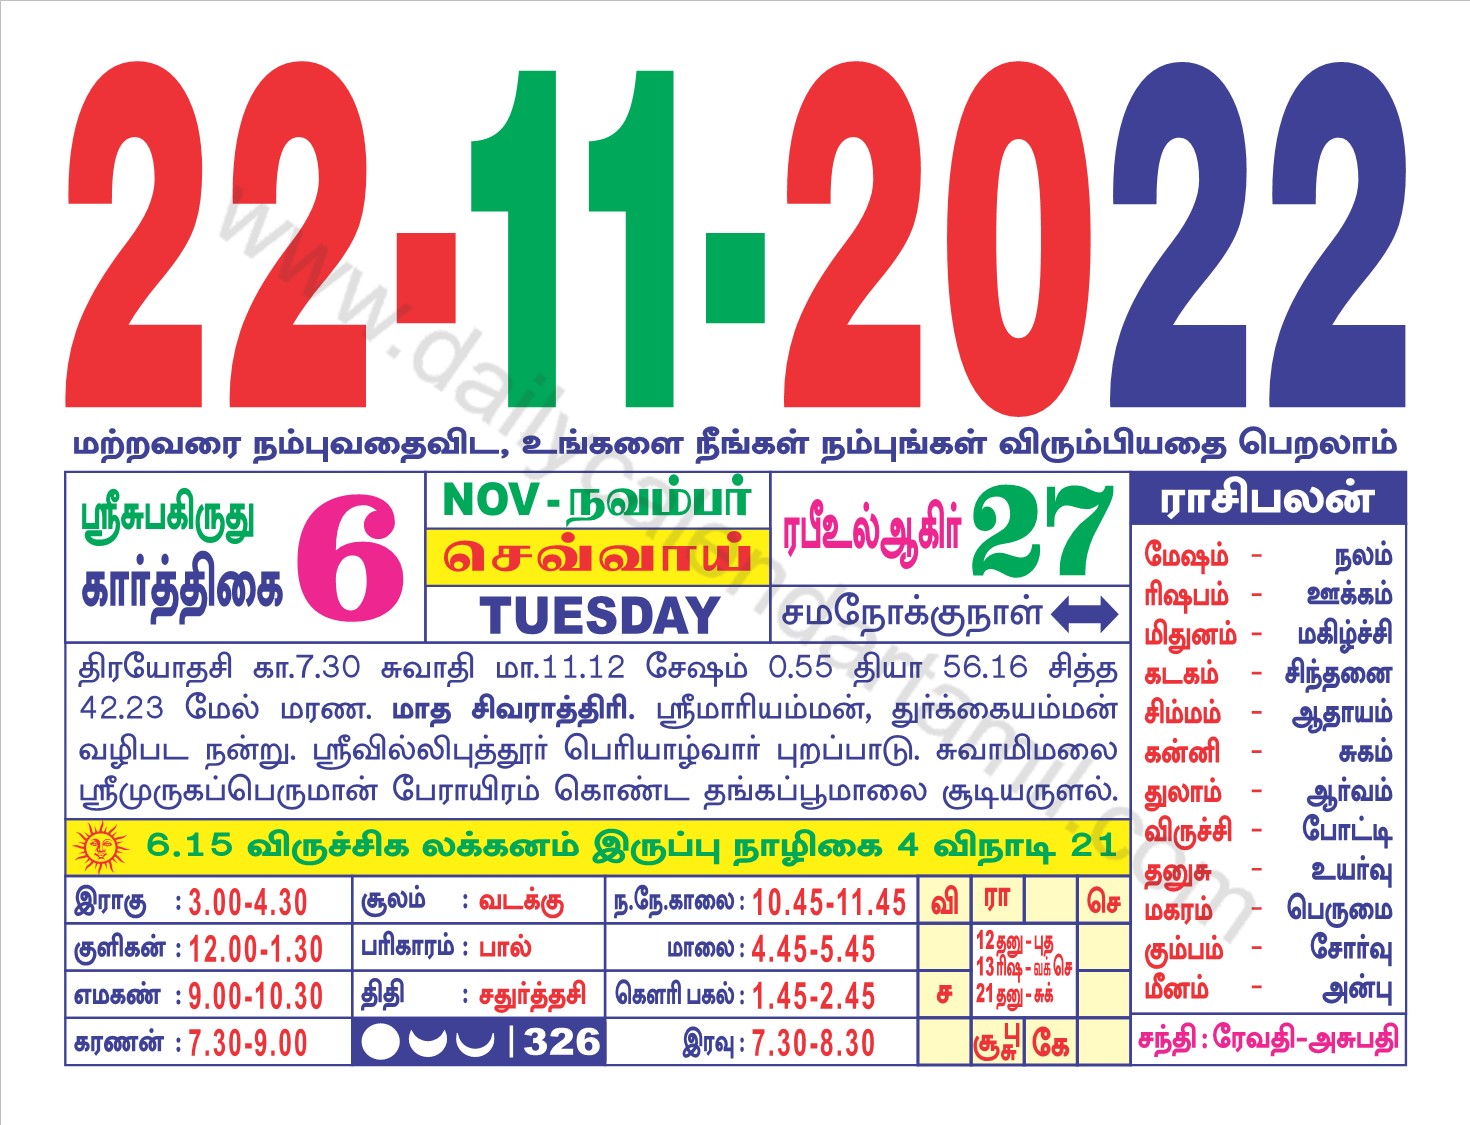 22-11-2022
மற்றவரை நம்புவதைவிட, உங்களை நீங்கள் நம்புங்கள் விரும்பியதை பெறலாம்
ஸ்ரீசுபகிருது
கார்த்திகை 6
NOV - நவம்பர்
செவ்வாய்
TUESDAY
ரபீஉல்ஆகிர் 27
சமநோக்குநாள்
திரயோதசி கா.7.30 சுவாதி மா.11.12 சேஷம் 0.55 தியா 56.16 சித்த
42.23 மேல் மரண. மாத சிவராத்திரி. ஸ்ரீமாரியம்மன், துர்க்கையம்மன்
வழிபட நன்று. ஸ்ரீவில்லிபுத்தூர் பெரியாழ்வார் புறப்பாடு. சுவாமிமலை
ஸ்ரீமுருகப்பெருமான் பேராயிரம் கொண்ட தங்கப்பூமாலை சூடியருளல்.
6.15 விருச்சிக லக்கனம் இருப்பு நாழிகை 4 விநாடி 21
இராகு : 3.00-4.30
குளிகன் : 12.00-1.30
எமகண் : 9.00-10.30
கரணன் : 7.30-9.00
சூலம் : வடக்கு
பரிகாரம் : பால்
திதி : சதுர்த்தசி
326
ந.நே.காலை : 10.45-11.45
மாலை : 4.45-5.45
கௌரி பகல் : 1.45-2.45
இரவு : 7.30-8.30
வி ரா செ
12 தனு - புத
13 ரிஷ - வக் செ
ச 21 தனு - சுக்
சூ பு சு கே
ராசிபலன்
மேஷம் - நலம்
ரிஷபம் - ஊக்கம்
மிதுனம் - மகிழ்ச்சி
கடகம் - சிந்தனை
சிம்மம் - ஆதாயம்
கன்னி - சுகம்
துலாம் - ஆர்வம்
விருச்சி - போட்டி
தனுசு - உயர்வு
மகரம் - பெருமை
கும்பம் - சோர்வு
மீனம் - அன்பு
சந்தி : ரேவதி-அசுபதி
www.dailycalendartamil.com